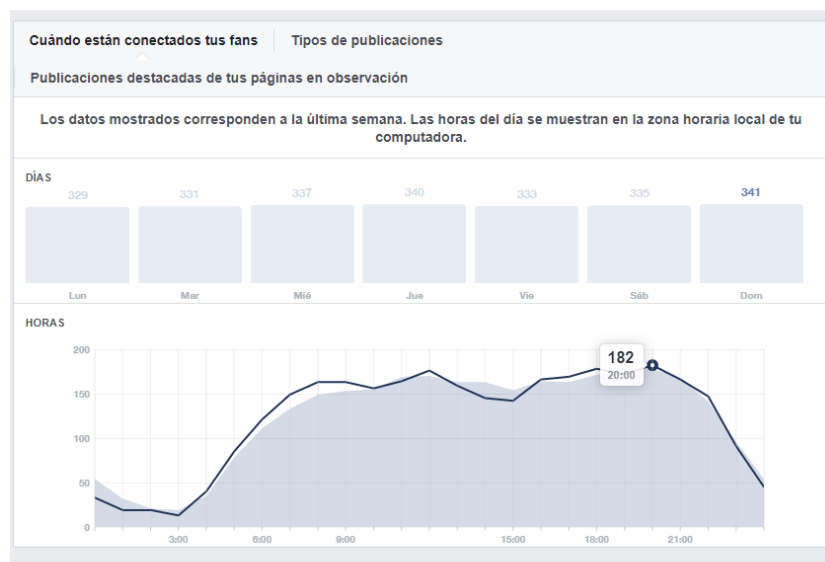 Cuándo están conectados tus fans Tipos de publicaciones
Publicaciones destacadas de tus páginas en observación
Los datos mostrados corresponden a la última semana. Las horas del día se muestran en la zona horaria local de tu
computadora.
DÍAS
329 331 337 340 333 335 341
Lun Mar Mié Jue Vie Sáb Dom
HORAS
200
182
20:00
150
100
50
0
3:00 6:00 9:00 15:00 18:00 21:00